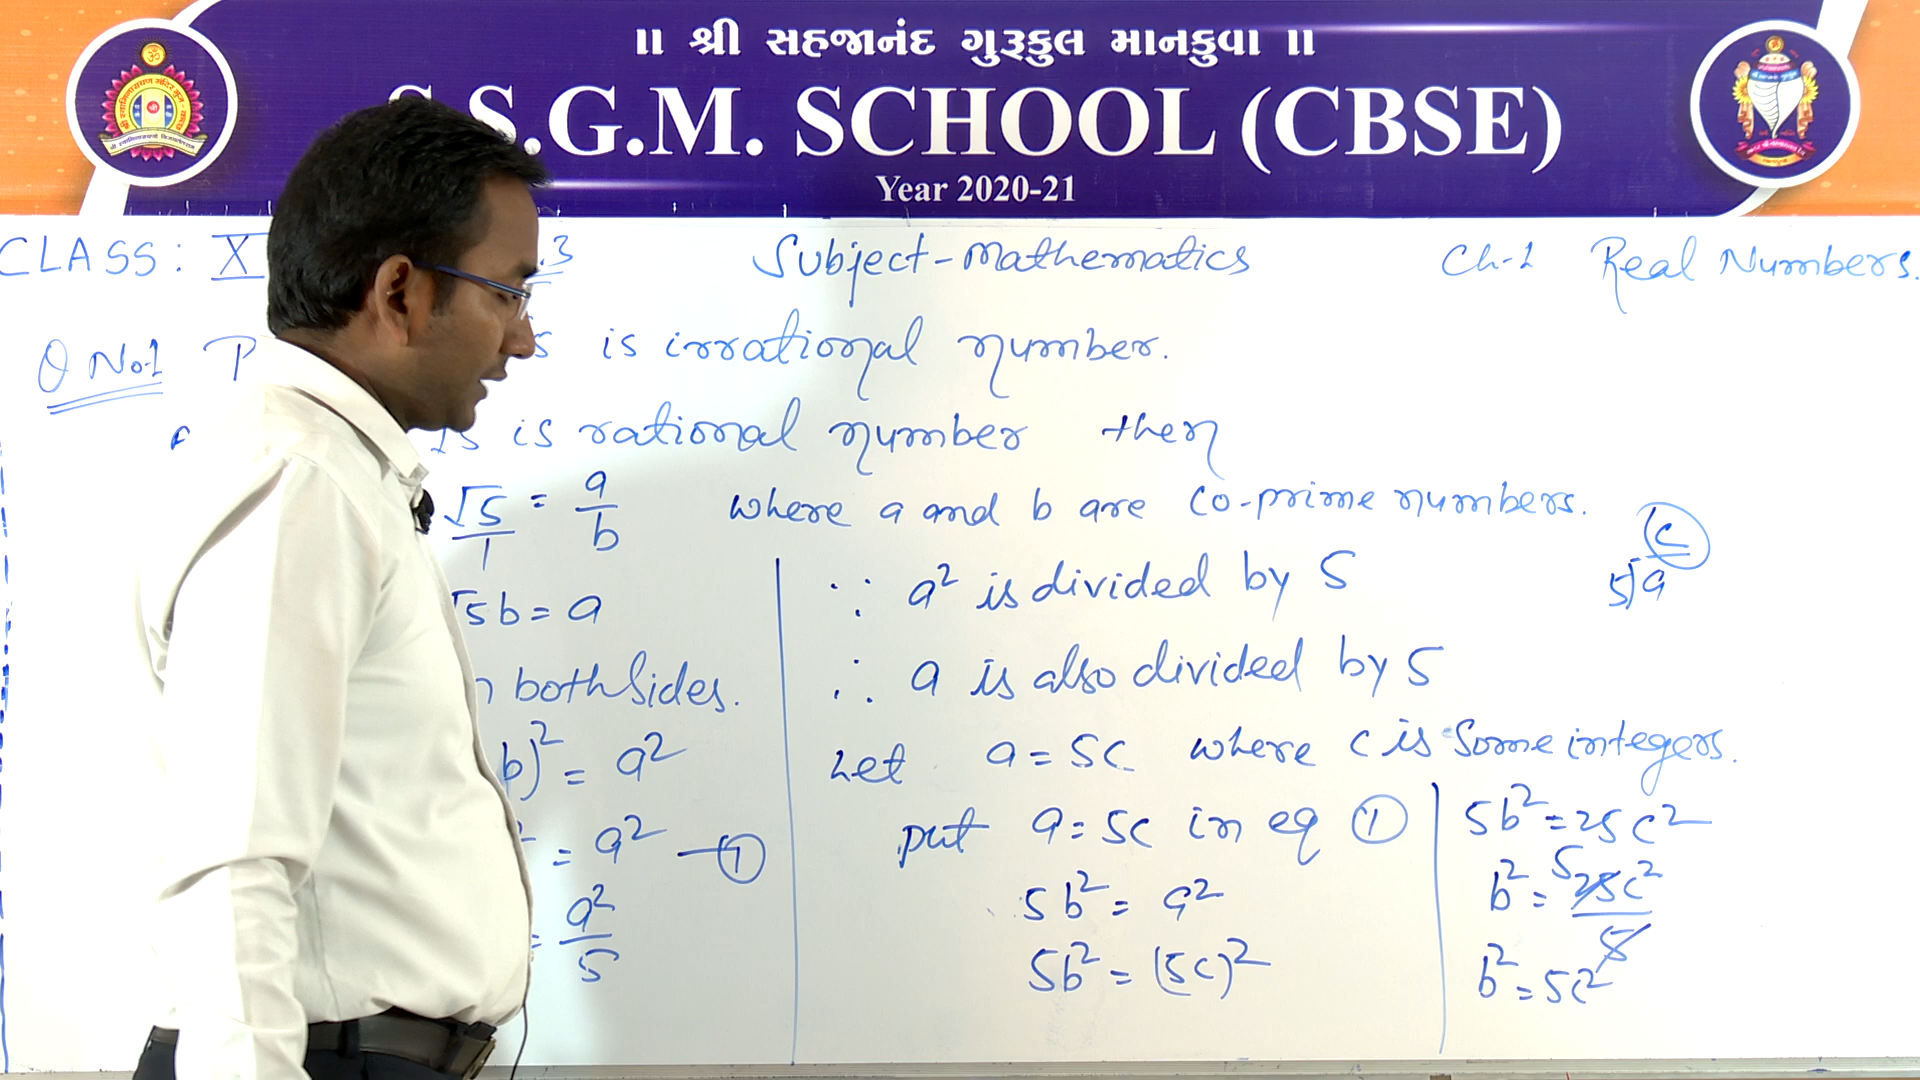 ॥ શ્રી સહજાનંદ ગુરૂકુલ માનકુવા ॥
S.S.G.M. SCHOOL (CBSE)
Year 2020-21
CLASS: X .3 Subject-Mathematics Ch-1 Real Numbers.
Q No.1 P is irrational number.
is rational number then
√5/1 = a/b where a and b are co-prime numbers.
√5b = a
both sides.
b)² = a²
= a² —①
= a²/5
∵ a² is divided by 5
5)a c
∴ a is also divided by 5
Let a = 5c where c is some integers.
put a = 5c in eq ①
5b² = a²
5b² = (5c)²
5b² = 25c²
b² = 5 25c²/5
b² = 5c²